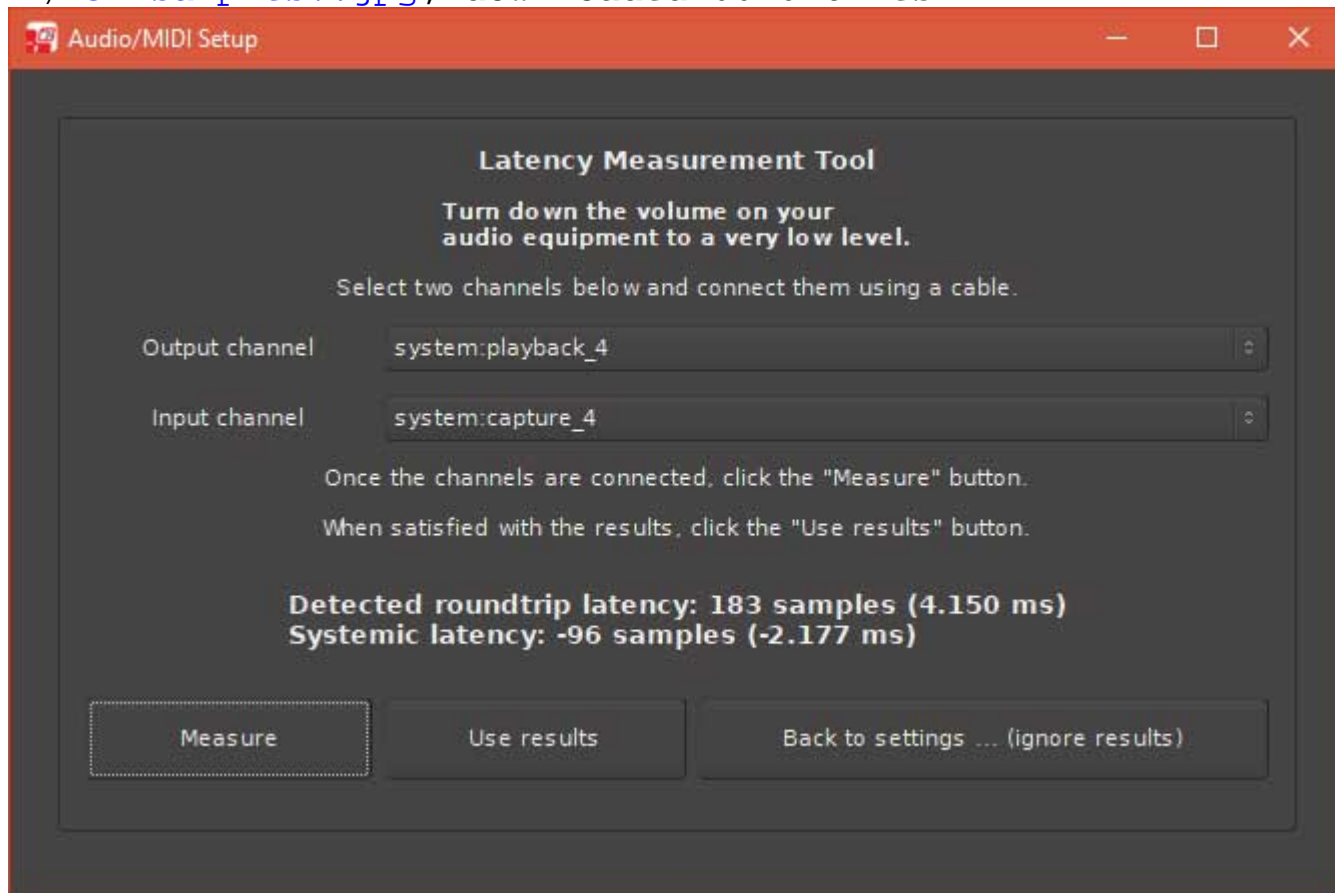 Audio/MIDI Setup
Latency Measurement Tool
Turn down the volume on your
audio equipment to a very low level.
Select two channels below and connect them using a cable.
Output channel system:playback_4
Input channel system:capture_4
Once the channels are connected, click the "Measure" button.
When satisfied with the results, click the "Use results" button.
Detected roundtrip latency: 183 samples (4.150 ms)
Systemic latency: -96 samples (-2.177 ms)
Measure Use results Back to settings ... (ignore results)